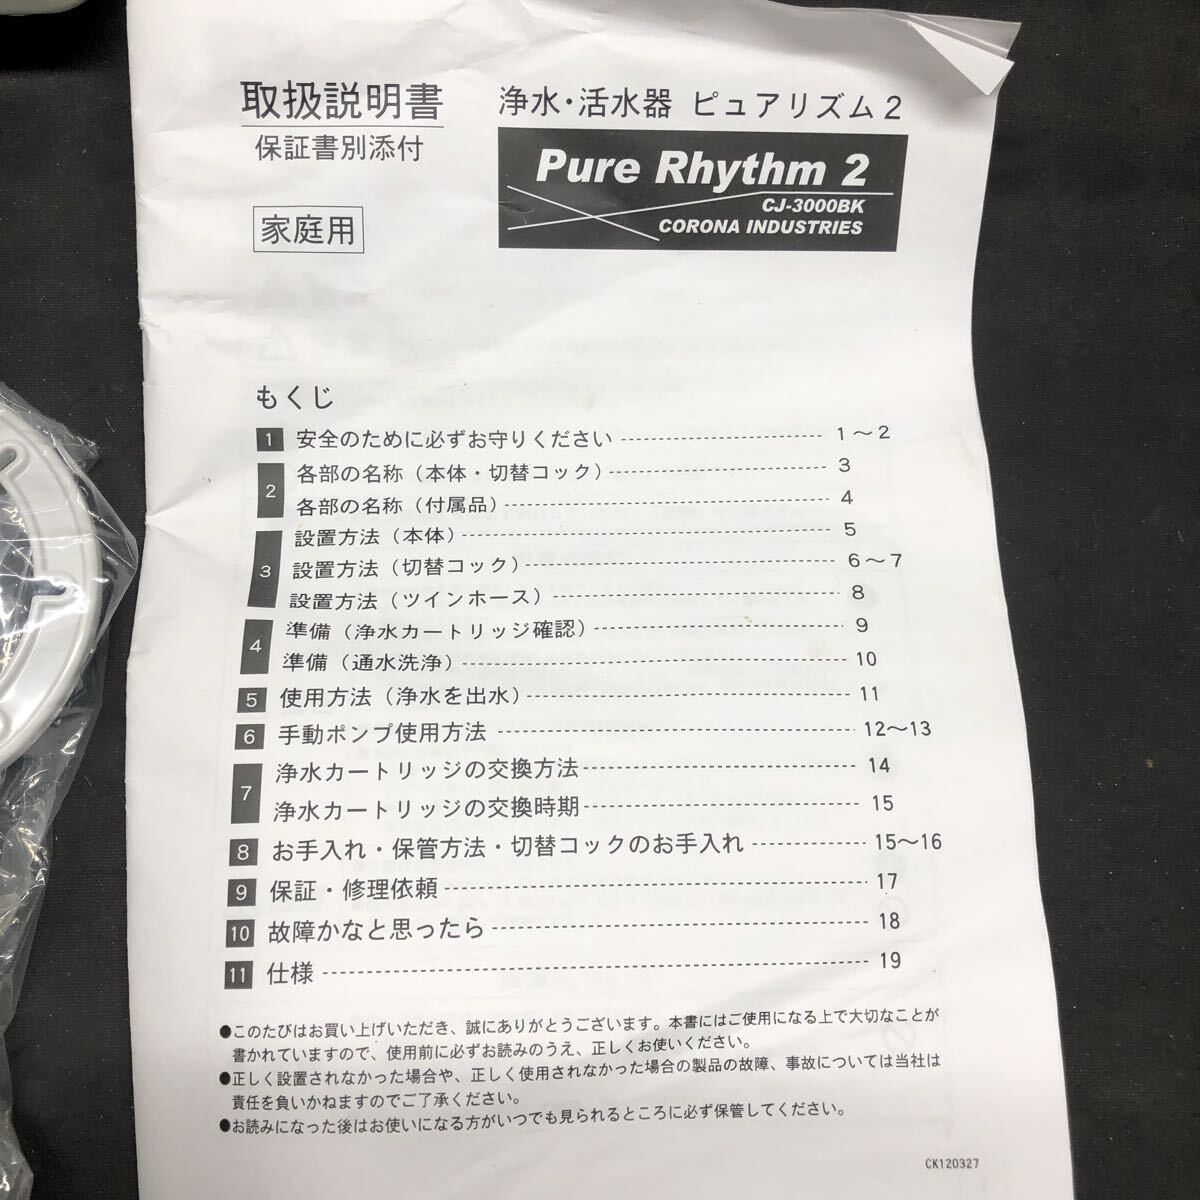 取扱説明書
保証書別添付
家庭用
浄水・活水器 ピュアリズム2
Pure Rhythm 2
CJ-3000BK
CORONA INDUSTRIES
もくじ
1 安全のために必ずお守りください 1〜2
2 各部の名称（本体・切替コック） 3
各部の名称（付属品） 4
3 設置方法（本体） 5
設置方法（切替コック） 6〜7
設置方法（ツインホース） 8
4 準備（浄水カートリッジ確認） 9
準備（通水洗浄） 10
5 使用方法（浄水を出水） 11
6 手動ポンプ使用方法 12〜13
7 浄水カートリッジの交換方法 14
浄水カートリッジの交換時期 15
8 お手入れ・保管方法・切替コックのお手入れ 15〜16
9 保証・修理依頼 17
10 故障かなと思ったら 18
11 仕様 19
●このたびはお買い上げいただき、誠にありがとうございます。本書にはご使用になる上で大切なことが
書かれていますので、使用前に必ずお読みのうえ、正しくお使いください。
●正しく設置されなかった場合や、正しく使用されなかった場合の製品の故障、事故については当社は
責任を負いかねますのでご了承ください。
●お読みになった後はお使いになる方がいつでも見られるところに必ず保管してください。
CK120327